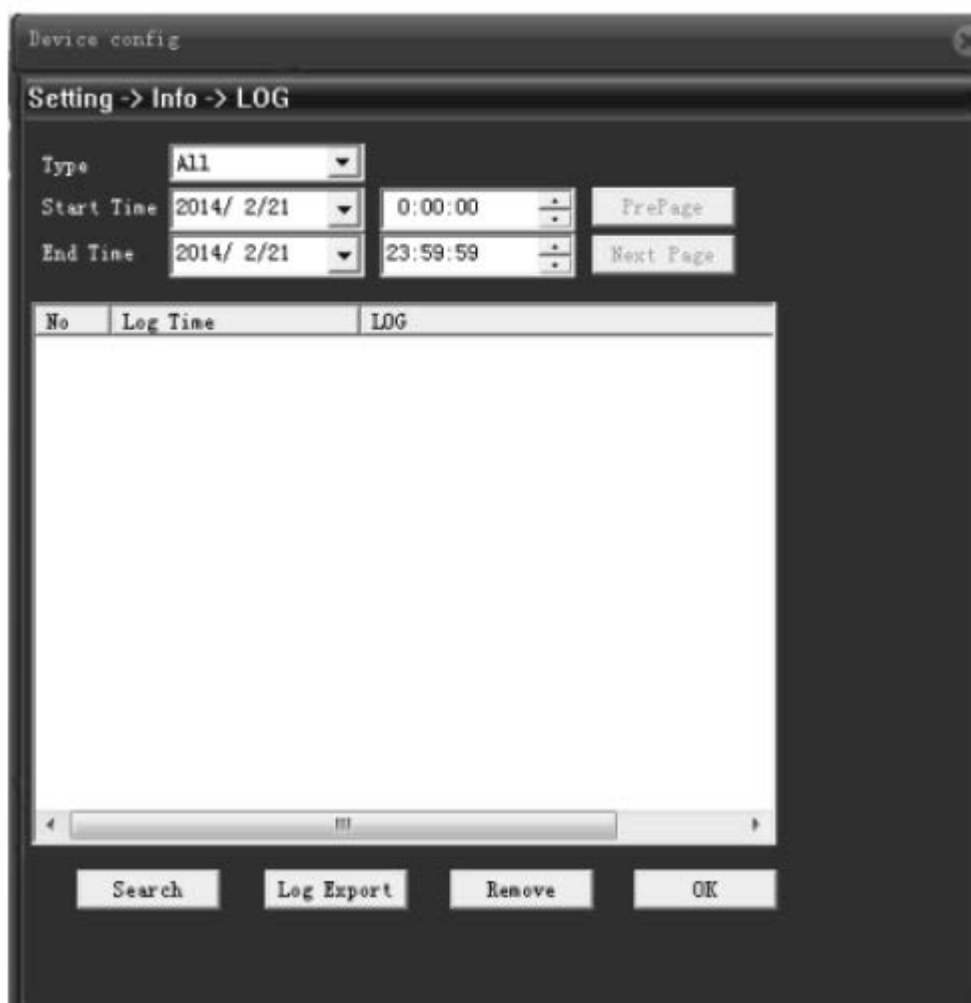 Device config
Setting -> Info -> LOG
Type All
Start Time 2014/ 2/21 0:00:00 PrePage
End Time 2014/ 2/21 23:59:59 Next Page
No Log Time LOG
Search Log Export Remove OK